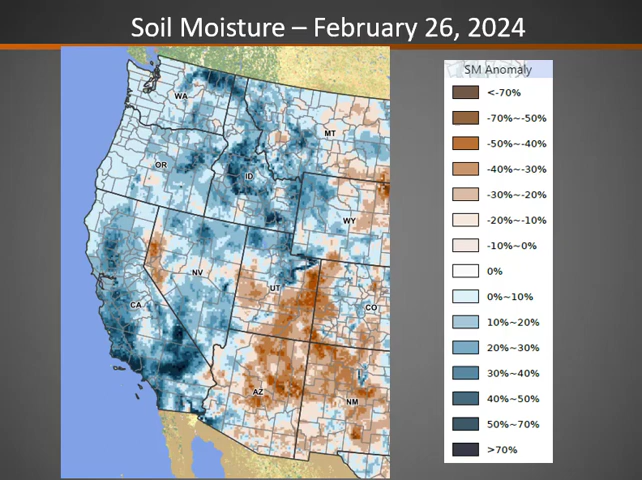 Soil Moisture – February 26, 2024
SM Anomaly
<-70%
-70%~-50%
-50%~-40%
-40%~-30%
-30%~-20%
-20%~-10%
-10%~0%
0%
0%~10%
10%~20%
20%~30%
30%~40%
40%~50%
50%~70%
>70%
WA
MT
OR
ID
WY
NV
UT
CO
CA
AZ
NM